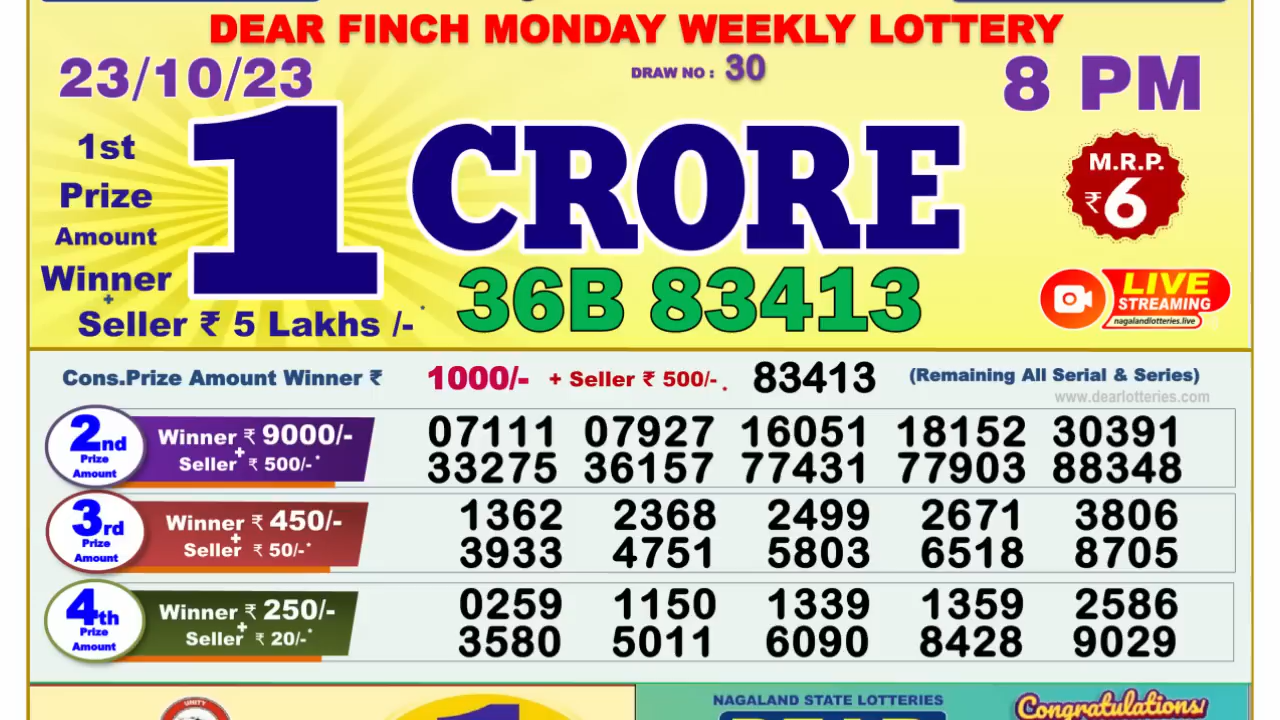 DEAR FINCH MONDAY WEEKLY LOTTERY
23/10/23
DRAW NO : 30
8 PM
1st
Prize
Amount
Winner
+
Seller ₹ 5 Lakhs /-*
1 CRORE
36B 83413
M.R.P.
₹6
LIVE
STREAMING
nagalandlotteries.live
Cons.Prize Amount Winner ₹ 1000/- + Seller ₹ 500/-. 83413 (Remaining All Serial & Series)
www.dearlotteries.com
2nd
Prize
Amount
Winner ₹ 9000/-
+
Seller ₹ 500/-*
07111 07927 16051 18152 30391
33275 36157 77431 77903 88348
3rd
Prize
Amount
Winner ₹ 450/-
+
Seller ₹ 50/-*
1362 2368 2499 2671 3806
3933 4751 5803 6518 8705
4th
Prize
Amount
Winner ₹ 250/-
+
Seller ₹ 20/-*
0259 1150 1339 1359 2586
3580 5011 6090 8428 9029
UNITY
1
NAGALAND STATE LOTTERIES
DEAR
Congratulations!